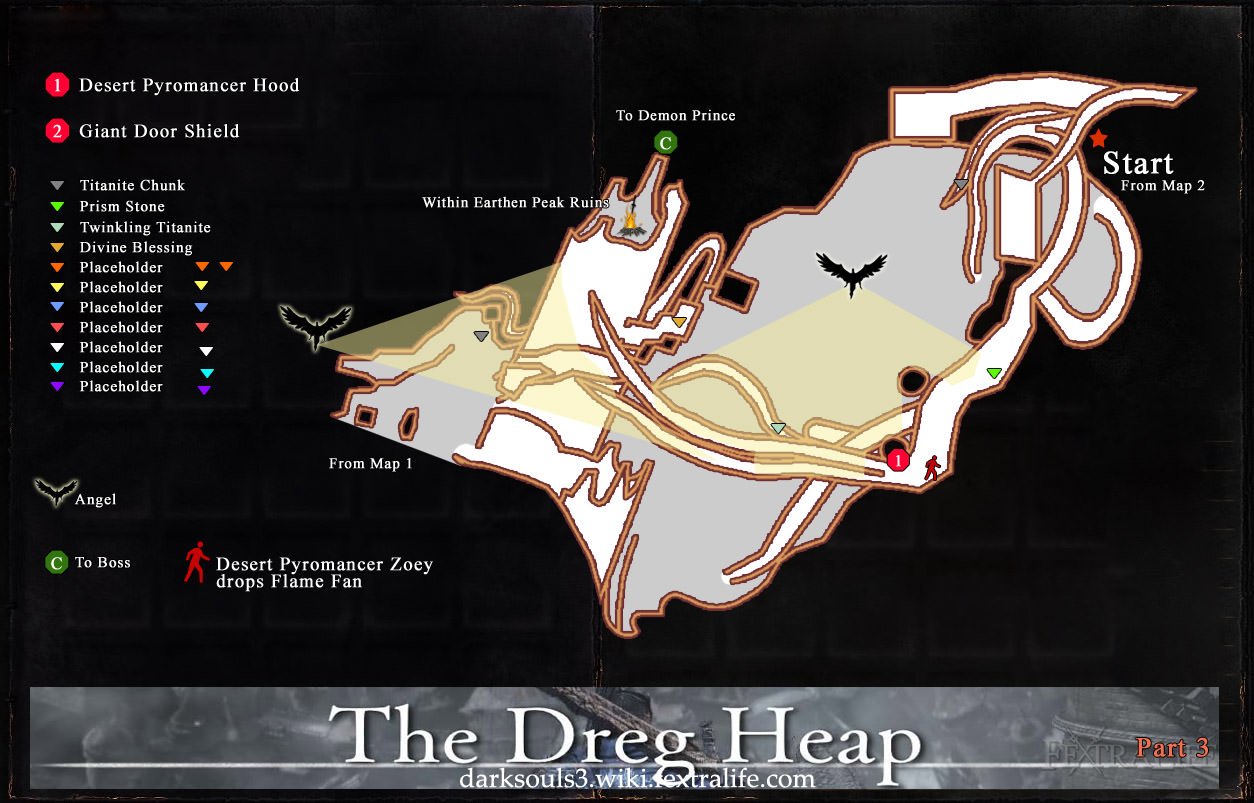 1 Desert Pyromancer Hood
2 Giant Door Shield
Titanite Chunk
Prism Stone
Twinkling Titanite
Divine Blessing
Placeholder
Placeholder
Placeholder
Placeholder
Placeholder
Placeholder
Placeholder
Angel
C To Boss
Desert Pyromancer Zoey
drops Flame Fan
To Demon Prince
C
Within Earthen Peak Ruins
Start
From Map 2
From Map 1
1
The Dreg Heap
darksouls3.wiki.fextralife.com
Part 3